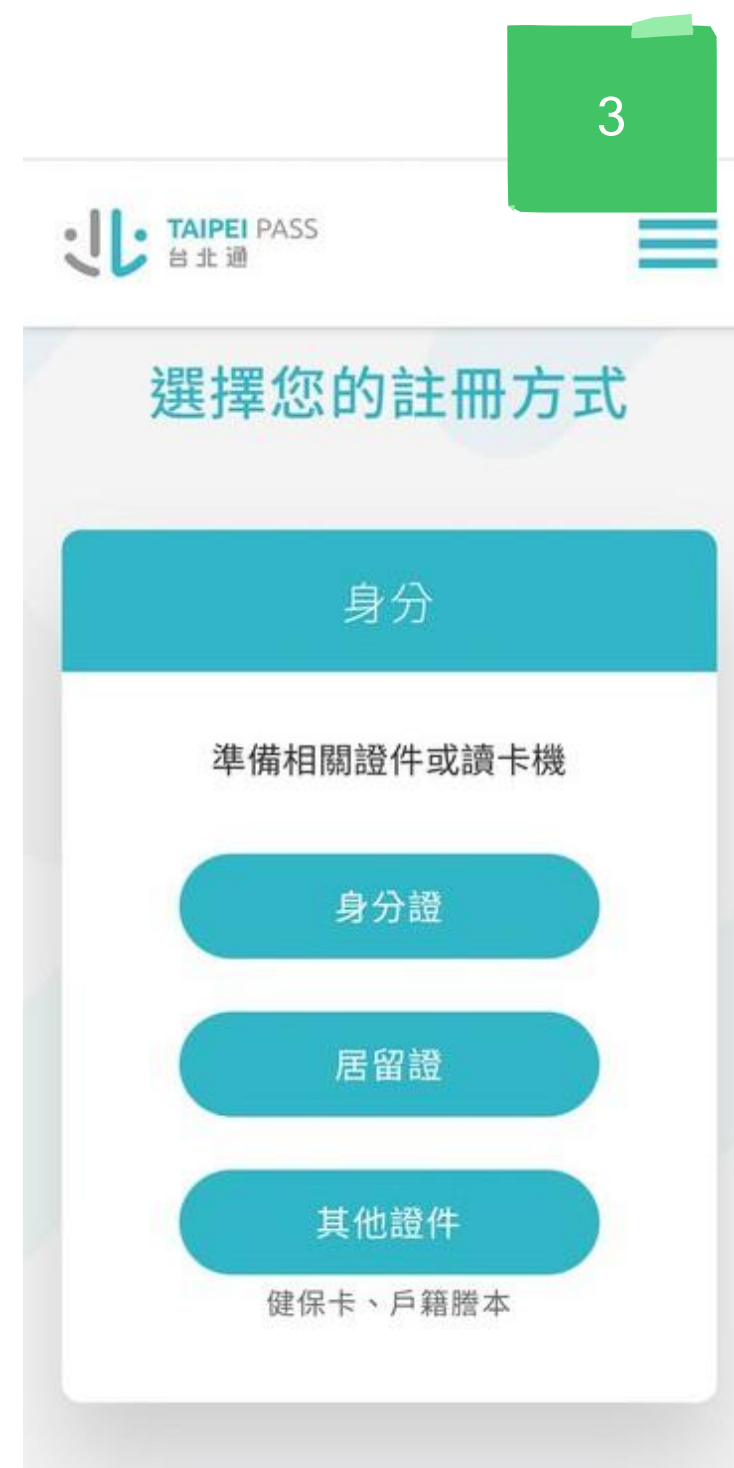 3
TAIPEI PASS
台北通
選擇您的註冊方式
身分
準備相關證件或讀卡機
身分證
居留證
其他證件
健保卡、戶籍謄本